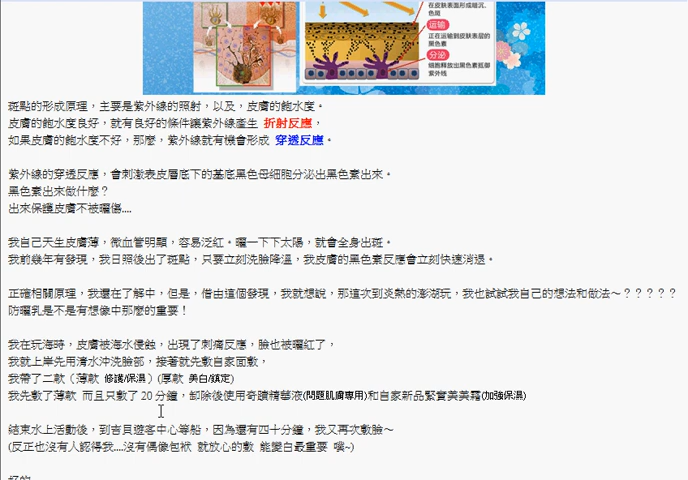 在皮膚表面形成暗沉、
色斑
运输
正在运输到皮肤表层的
黑色素
分泌
细胞释放出黑色素抵御
紫外线
斑點的形成原理，主要是紫外線的照射，以及，皮膚的飽水度。
皮膚的飽水度良好，就有良好的條件讓紫外線產生 折射反應，
如果皮膚的飽水度不好，那麼，紫外線就有機會形成 穿透反應。
紫外線的穿透反應，會刺激表皮層底下的基底黑色母细胞分泌出黑色素出來。
黑色素出來做什麼？
出來保護皮膚不被曬傷....
我自己天生皮膚薄，微血管明顯，容易泛紅。曬一下下太陽，就會全身出斑。
我前幾年有發現，我日照後出了斑點，只要立刻洗臉降溫，我皮膚的黑色素反應會立刻快速消退。
正確相關原理，我還在了解中，但是，借由這個發現，我就想說，那這次到炎熱的澎湖玩，我也試試我自己的想法和做法～？？？？？
防曬乳是不是有想像中那麼的重要！
我在玩海時，皮膚被海水侵蝕，出現了刺痛反應，臉也被曬紅了，
我就上岸先用清水沖洗臉部，接著就先敷自家面敷，
我帶了二款（薄款 修護/保濕）(厚款 美白/鎮定)
我先敷了薄款 而且只敷了20分鐘，卸除後使用奇蹟精華液(問題肌膚專用)和自家新品緊實美美霜(加強保濕)
結束水上活動後，到吉貝遊客中心等船，因為還有四十分鐘，我又再次敷臉～
(反正也沒有人認得我....沒有偶像包袱 就放心的敷 能變白最重要 噗~)